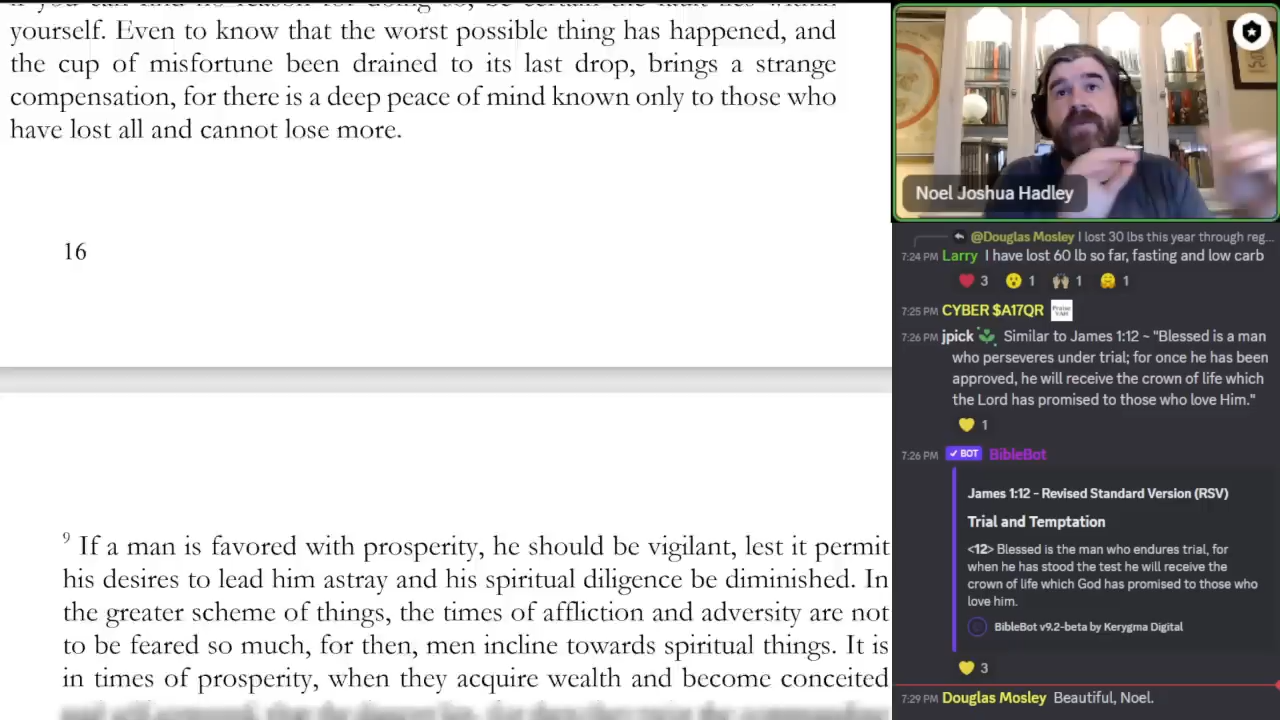 yourself. Even to know that the worst possible thing has happened, and
the cup of misfortune been drained to its last drop, brings a strange
compensation, for there is a deep peace of mind known only to those who
have lost all and cannot lose more.
16
9 If a man is favored with prosperity, he should be vigilant, lest it permit
his desires to lead him astray and his spiritual diligence be diminished. In
the greater scheme of things, the times of affliction and adversity are not
to be feared so much, for then, men incline towards spiritual things. It is
in times of prosperity, when they acquire wealth and become conceited
Noel Joshua Hadley
@Douglas Mosley I lost 30 lbs this year through reg...
7:24 PM Larry I have lost 60 lb so far, fasting and low carb
3 1 1 1
7:25 PM CYBER $A17QR
7:26 PM jpick Similar to James 1:12 ~ "Blessed is a man
who perseveres under trial; for once he has been
approved, he will receive the crown of life which
the Lord has promised to those who love Him."
1
7:26 PM ✓ BOT BibleBot
James 1:12 - Revised Standard Version (RSV)
Trial and Temptation
<12> Blessed is the man who endures trial, for
when he has stood the test he will receive the
crown of life which God has promised to those who
love him.
BibleBot v9.2-beta by Kerygma Digital
3
7:29 PM Douglas Mosley Beautiful, Noel.